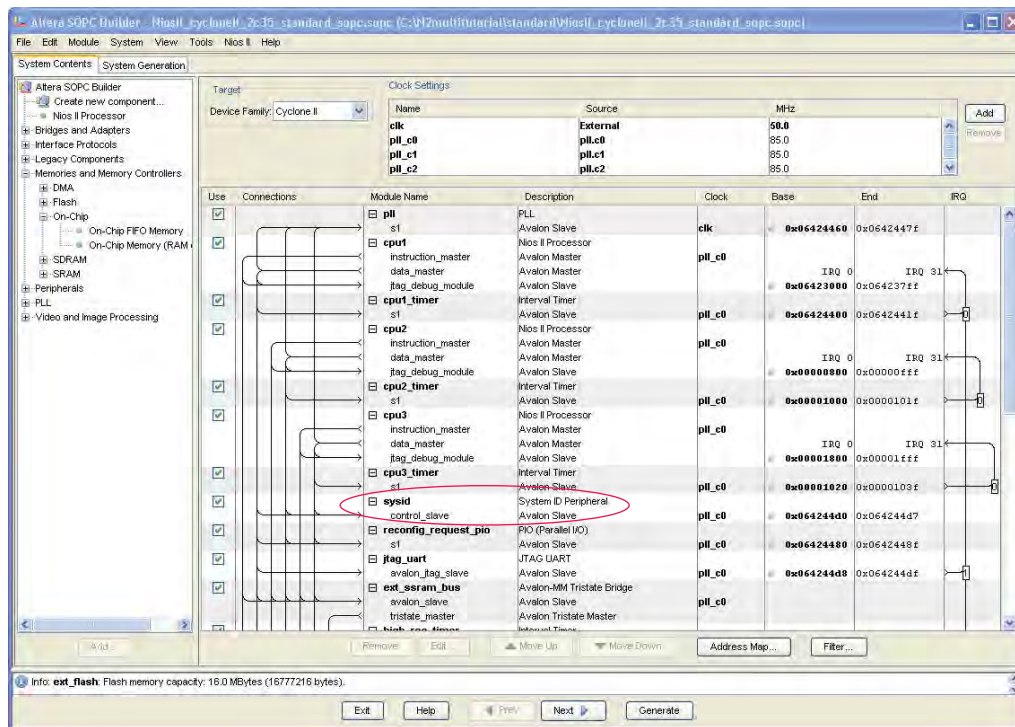 Altera SOPC Builder - NiosII_cycloneII_2c35_standard_sopc.sopc (C:\N2multitutorial\standard\NiosII_cycloneII_2c35_standard_sopc.sopc)
File Edit Module System View Tools Nios II Help
System Contents System Generation
Altera SOPC Builder
Create new component...
Nios II Processor
Bridges and Adapters
Interface Protocols
Legacy Components
Memories and Memory Controllers
DMA
Flash
On-Chip
On-Chip FIFO Memory
On-Chip Memory (RAM
SDRAM
SRAM
Peripherals
PLL
Video and Image Processing
Add...
Target
Device Family: Cyclone II
Clock Settings
Name Source MHz
clk External 50.0
pll_c0 pll.c0 85.0
pll_c1 pll.c1 85.0
pll_c2 pll.c2 85.0
Add
Remove
Use Connections Module Name Description Clock Base End IRQ
pll PLL
s1 Avalon Slave clk 0x06424460 0x0642447f
cpu1 Nios II Processor
instruction_master Avalon Master pll_c0
data_master Avalon Master IRQ 0 IRQ 31
jtag_debug_module Avalon Slave 0x06423000 0x064237ff
cpu1_timer Interval Timer
s1 Avalon Slave pll_c0 0x06424400 0x0642441f 0
cpu2 Nios II Processor
instruction_master Avalon Master pll_c0
data_master Avalon Master IRQ 0 IRQ 31
jtag_debug_module Avalon Slave 0x00000800 0x00000fff
cpu2_timer Interval Timer
s1 Avalon Slave pll_c0 0x00001000 0x0000101f 0
cpu3 Nios II Processor
instruction_master Avalon Master pll_c0
data_master Avalon Master IRQ 0 IRQ 31
jtag_debug_module Avalon Slave 0x00001800 0x00001fff
cpu3_timer Interval Timer
s1 Avalon Slave pll_c0 0x00001020 0x0000103f 0
sysid System ID Peripheral
control_slave Avalon Slave pll_c0 0x064244d0 0x064244d7
reconfig_request_pio PIO (Parallel I/O)
s1 Avalon Slave pll_c0 0x06424480 0x0642448f
jtag_uart JTAG UART
avalon_jtag_slave Avalon Slave pll_c0 0x064244d8 0x064244df 1
ext_ssram_bus Avalon-MM Tristate Bridge
avalon_slave Avalon Slave pll_c0
tristate_master Avalon Tristate Master
high_res_timer Interval Timer
Remove Edit... Move Up Move Down Address Map... Filter...
Info: ext_flash: Flash memory capacity: 16.0 MBytes (16777216 bytes).
Exit Help Prev Next Generate